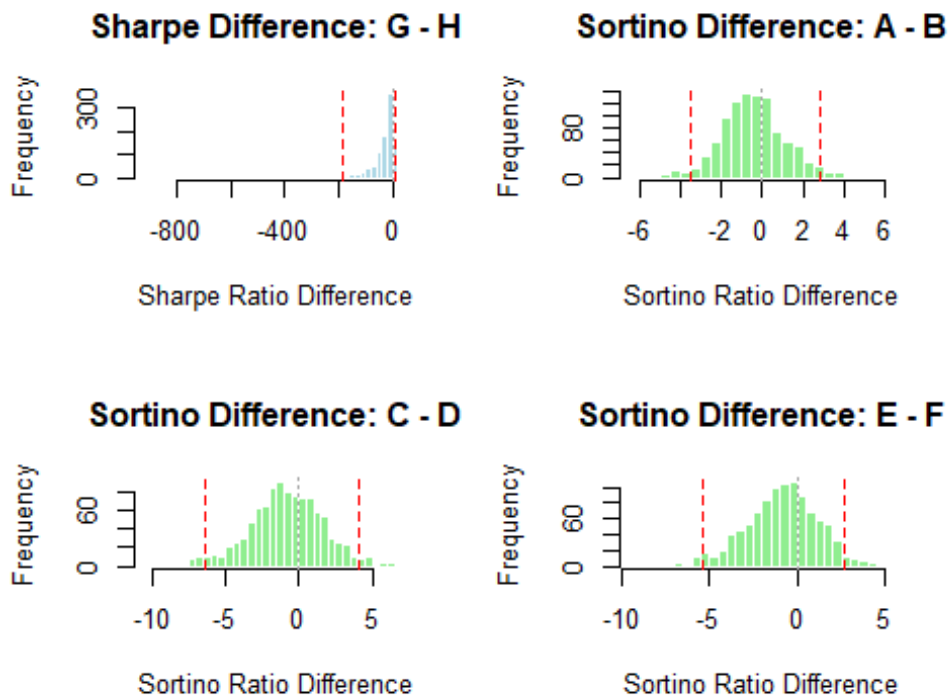 Sharpe Difference: G - H
Frequency
0 300
-800 -400 0
Sharpe Ratio Difference
Sortino Difference: A - B
Frequency
0 80
-6 -2 0 2 4 6
Sortino Ratio Difference
Sortino Difference: C - D
Frequency
0 60
-10 -5 0 5
Sortino Ratio Difference
Sortino Difference: E - F
Frequency
0 60
-10 -5 0 5
Sortino Ratio Difference